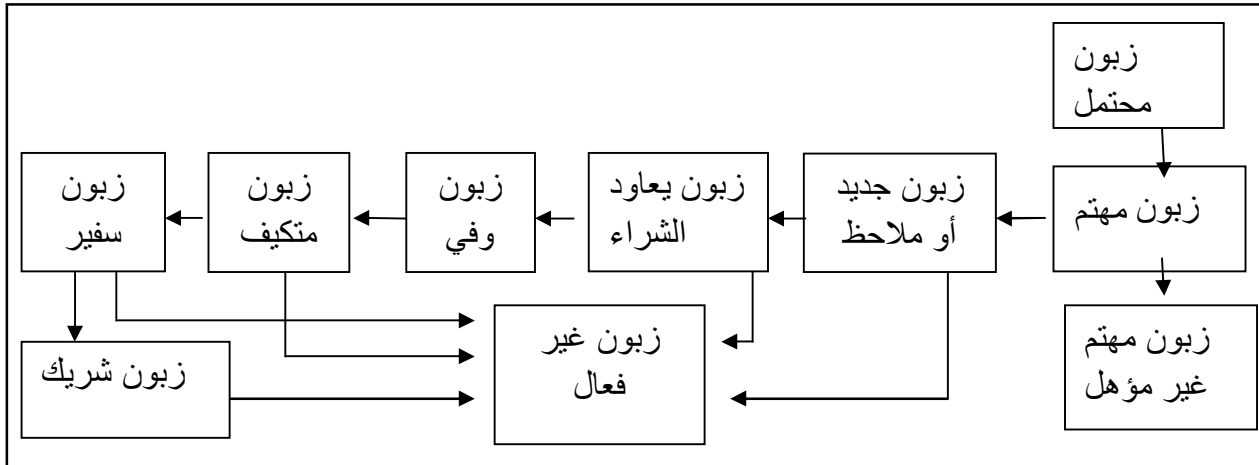 زبون
محتمل
زبون مهتم
زبون جديد
أو ملاحظ
زبون يعاود
الشراء
زبون
وفي
زبون
متكيف
زبون
سفير
زبون مهتم
غير مؤهل
زبون غير
فعال
زبون شريك